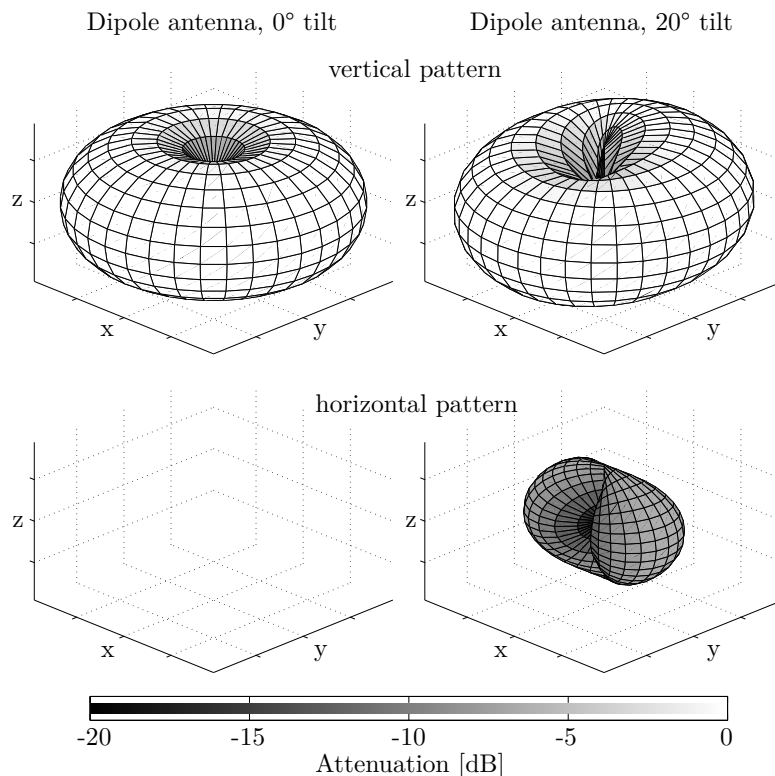 Dipole antenna, 0° tilt
Dipole antenna, 20° tilt
vertical pattern
z
x
y
z
x
y
horizontal pattern
z
x
y
z
x
y
-20 -15 -10 -5 0
Attenuation [dB]